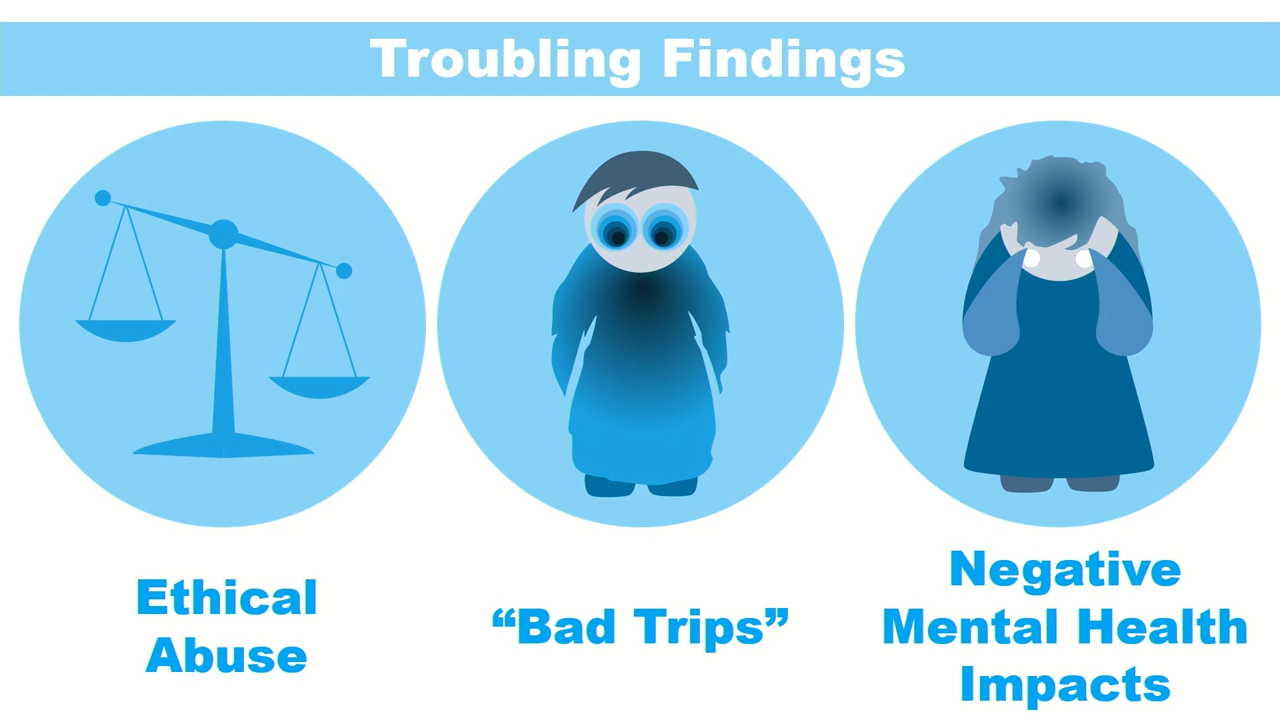 Troubling Findings
Ethical
Abuse
“Bad Trips”
Negative
Mental Health
Impacts